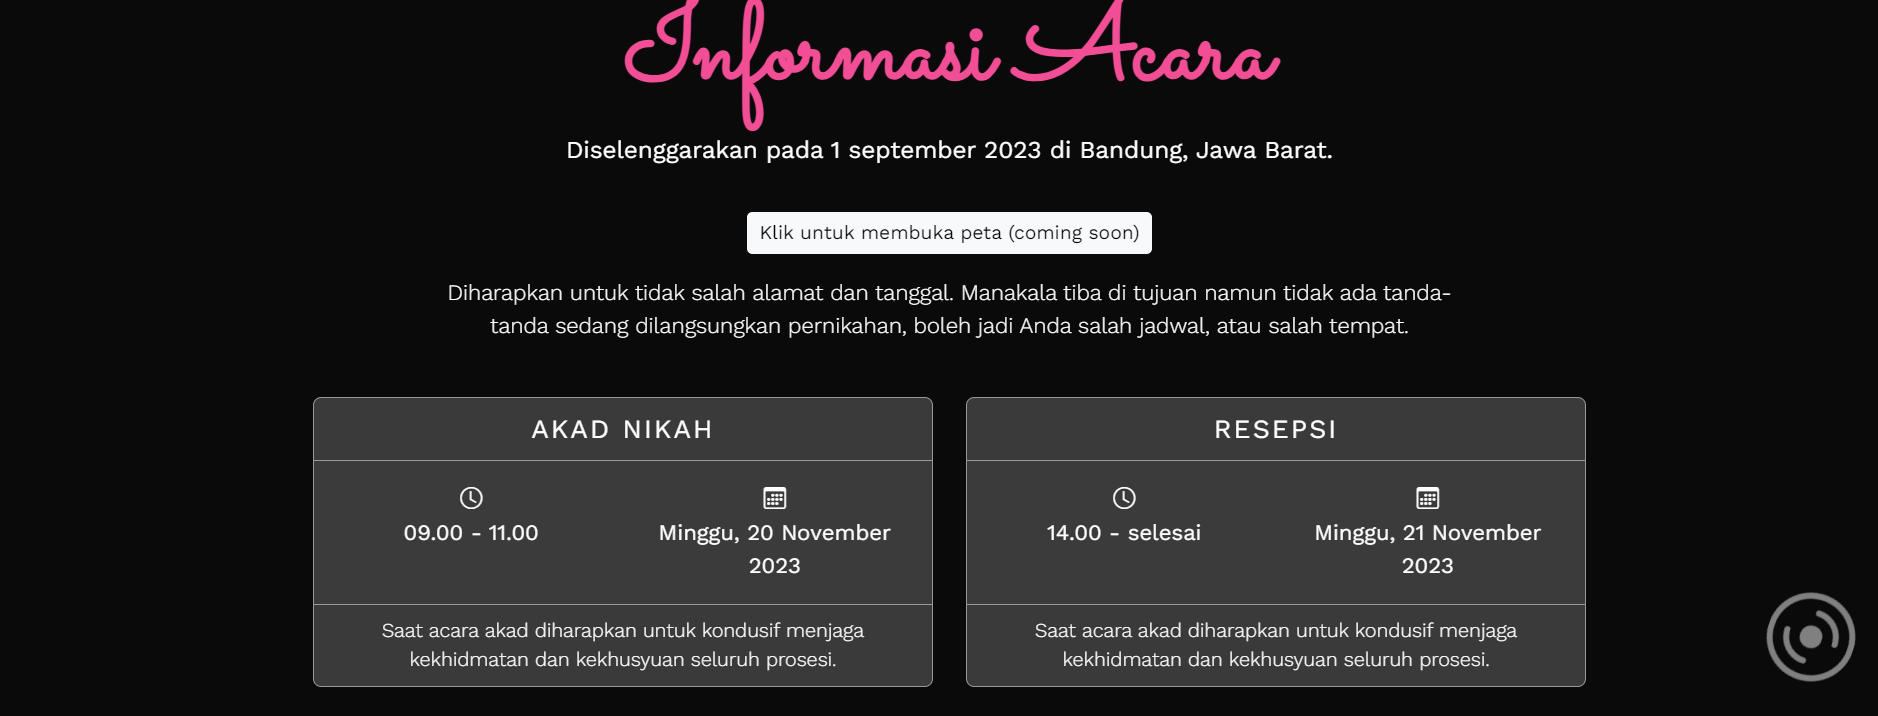 Informasi Acara
Diselenggarakan pada 1 september 2023 di Bandung, Jawa Barat.
Klik untuk membuka peta (coming soon)
Diharapkan untuk tidak salah alamat dan tanggal. Manakala tiba di tujuan namun tidak ada tanda-
tanda sedang dilangsungkan pernikahan, boleh jadi Anda salah jadwal, atau salah tempat.
AKAD NIKAH
09.00 - 11.00
Minggu, 20 November
2023
Saat acara akad diharapkan untuk kondusif menjaga
kekhidmatan dan kekhusyuan seluruh prosesi.
RESEPSI
14.00 - selesai
Minggu, 21 November
2023
Saat acara akad diharapkan untuk kondusif menjaga
kekhidmatan dan kekhusyuan seluruh prosesi.